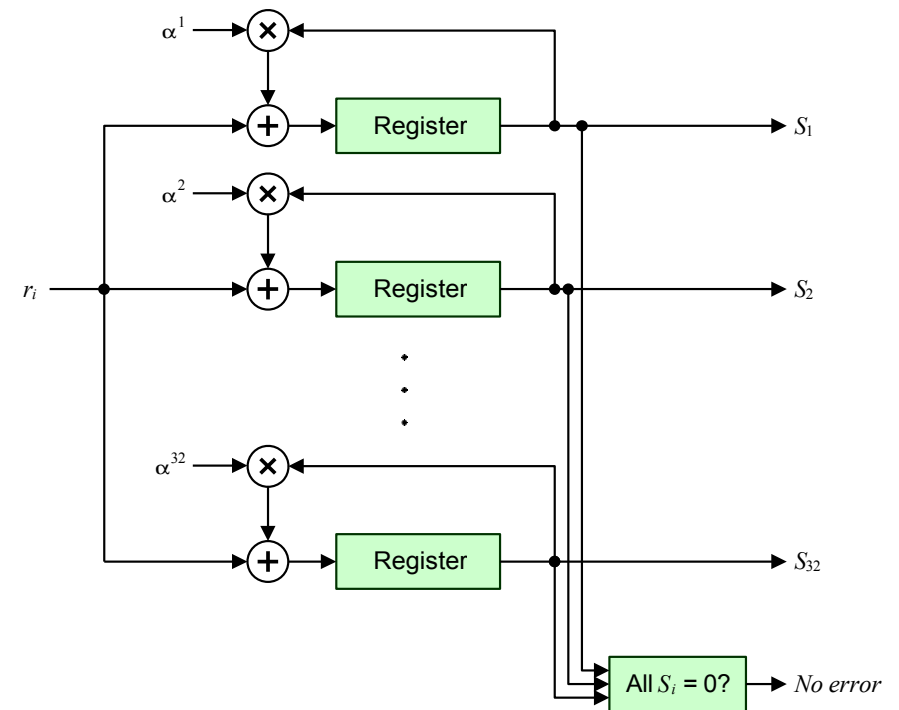 α¹
×
+
Register
S₁
α²
×
rᵢ
+
Register
S₂
α³²
×
+
Register
S₃₂
All Sᵢ = 0?
No error